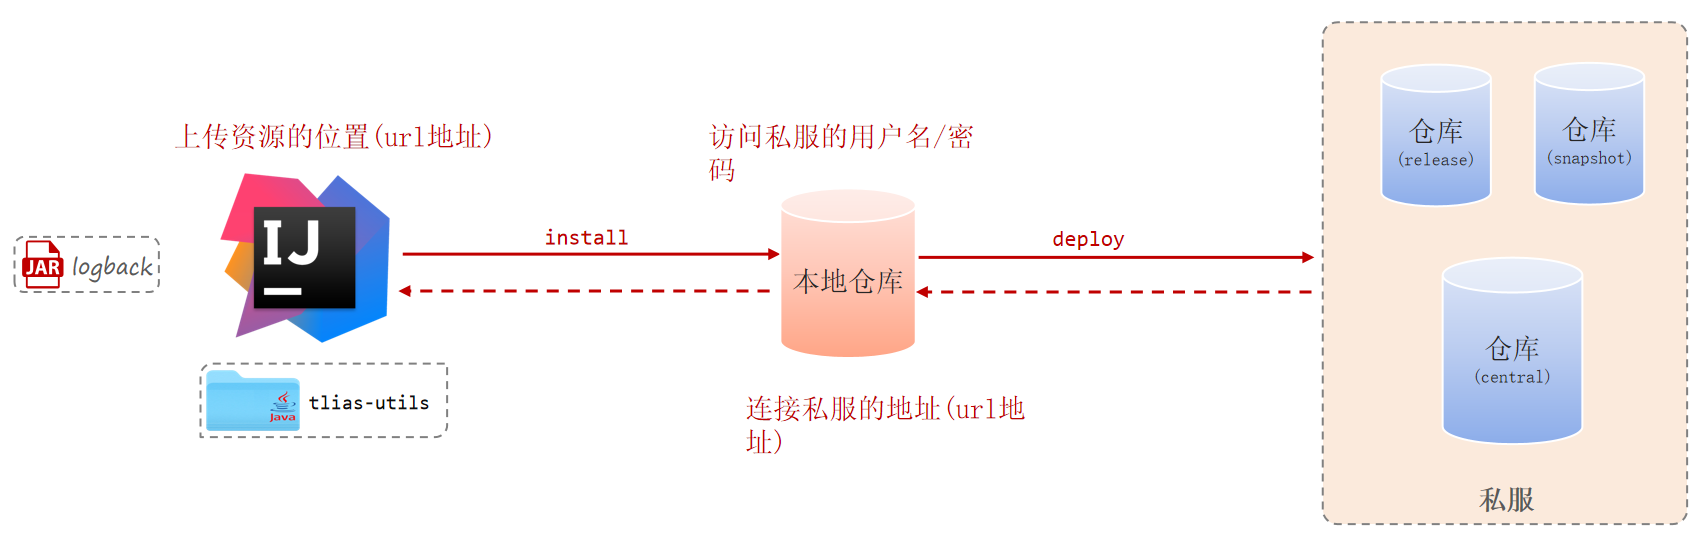 上传资源的位置(url地址)
访问私服的用户名/密
码
仓库
(release)
仓库
(snapshot)
IJ
JAR
logback
install
deploy
本地仓库
仓库
(central)
Java
tlias-utils
连接私服的地址(url地
址)
私服